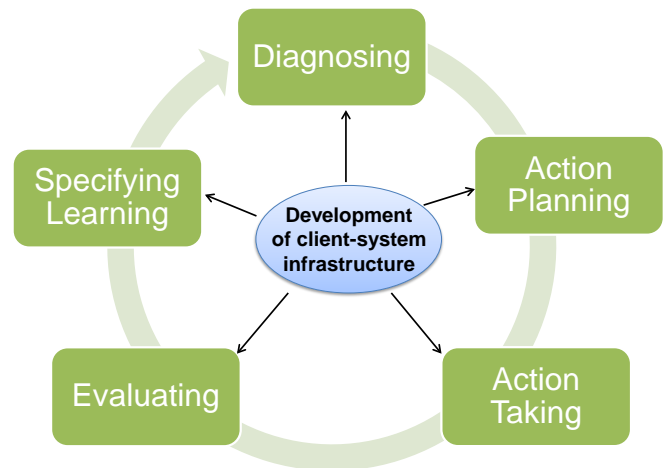 Diagnosing
Action
Planning
Action
Taking
Evaluating
Specifying
Learning
Development
of client-system
infrastructure